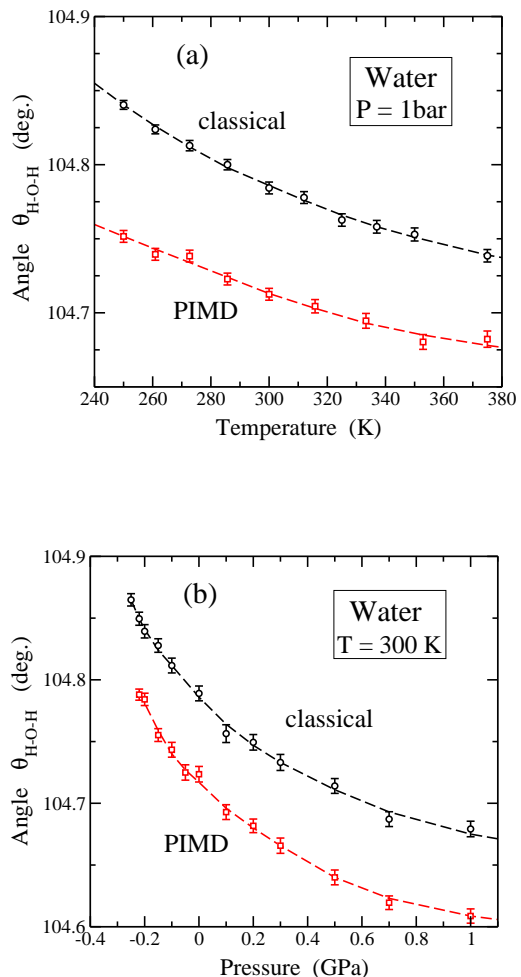 104.9
(a)
Water
P = 1bar
classical
104.8
Angle θH-O-H (deg.)
104.7
PIMD
240 260 280 300 320 340 360 380
Temperature (K)
104.9
(b)
Water
T = 300 K
104.8
classical
Angle θH-O-H (deg.)
104.7
PIMD
104.6
-0.4 -0.2 0 0.2 0.4 0.6 0.8 1
Pressure (GPa)